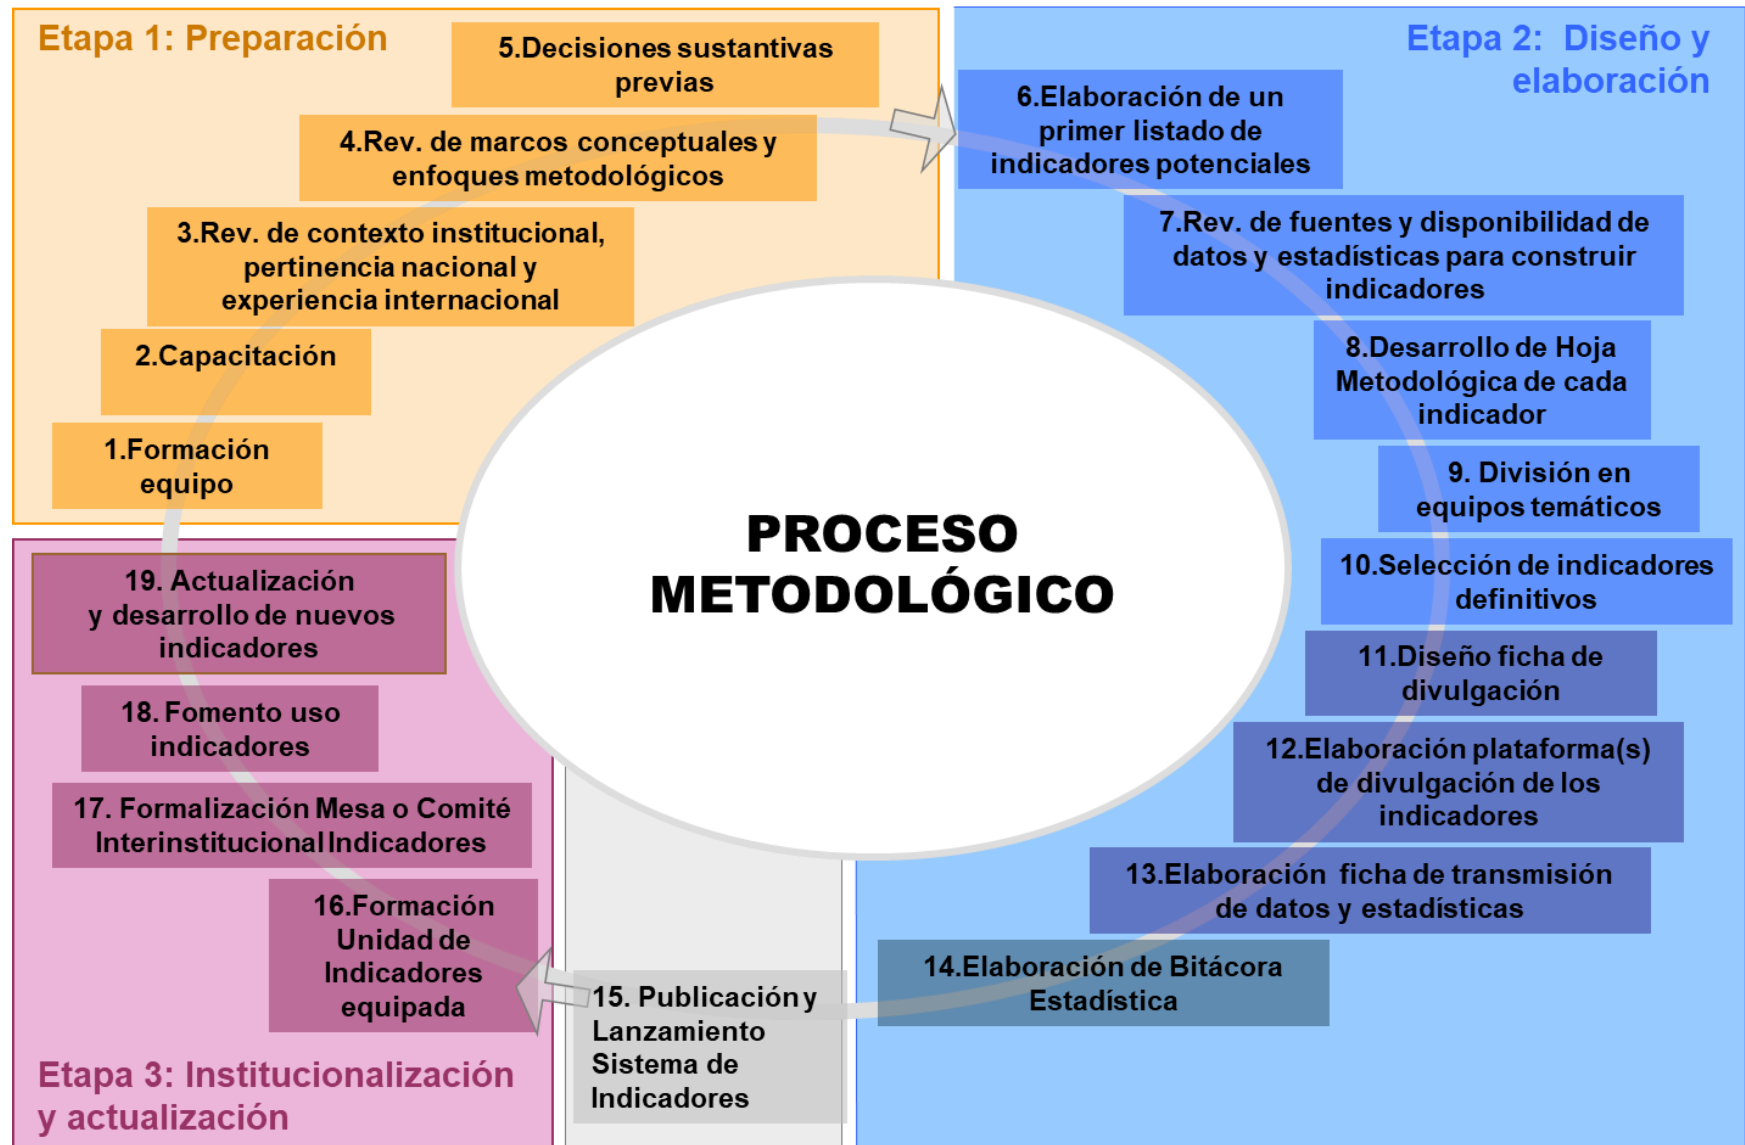 Etapa 1: Preparación
5.Decisiones sustantivas
previas
4.Rev. de marcos conceptuales y
enfoques metodológicos
3.Rev. de contexto institucional,
pertinencia nacional y
experiencia internacional
2.Capacitación
1.Formación
equipo
Etapa 2: Diseño y
elaboración
6.Elaboración de un
primer listado de
indicadores potenciales
7.Rev. de fuentes y disponibilidad de
datos y estadísticas para construir
indicadores
8.Desarrollo de Hoja
Metodológica de cada
indicador
9. División en
equipos temáticos
10.Selección de indicadores
definitivos
11.Diseño ficha de
divulgación
12.Elaboración plataforma(s)
de divulgación de los
indicadores
13.Elaboración ficha de transmisión
de datos y estadísticas
14.Elaboración de Bitácora
Estadística
PROCESO
METODOLÓGICO
15. Publicación y
Lanzamiento
Sistema de
Indicadores
16.Formación
Unidad de
Indicadores
equipada
17. Formalización Mesa o Comité
Interinstitucional Indicadores
18. Fomento uso
indicadores
19. Actualización
y desarrollo de nuevos
indicadores
Etapa 3: Institucionalización
y actualización